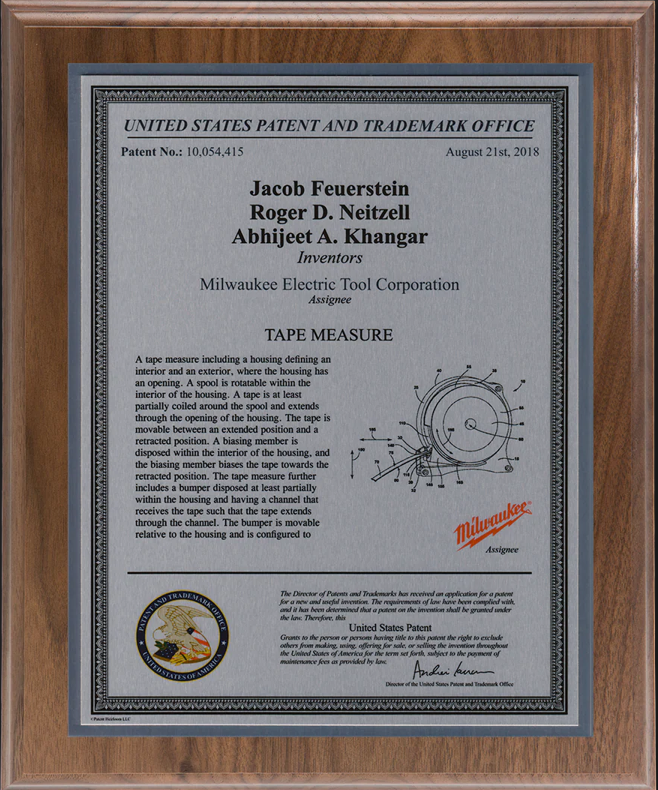 UNITED STATES PATENT AND TRADEMARK OFFICE
Patent No.: 10,054,415 August 21st, 2018
Jacob Feuerstein
Roger D. Neitzell
Abhijeet A. Khangar
Inventors
Milwaukee Electric Tool Corporation
Assignee
TAPE MEASURE
A tape measure including a housing defining an
interior and an exterior, where the housing has
an opening. A spool is rotatable within the
interior of the housing. A tape is at least
partially coiled around the spool and extends
through the opening of the housing. The tape is
movable between an extended position and a
retracted position. A biasing member is
disposed within the interior of the housing, and
the biasing member biases the tape towards the
retracted position. The tape measure further
includes a bumper disposed at least partially
within the housing and having a channel that
receives the tape such that the tape extends
through the channel. The bumper is movable
relative to the housing and is configured to
Milwaukee
Assignee
PATENT AND TRADEMARK OFFICE
UNITED STATES OF AMERICA
The Director of Patents and Trademarks has received an application for a patent
for a new and useful invention. The requirements of law have been complied with,
and it has been determined that a patent on the invention shall be granted under
the law. Therefore, this
United States Patent
Grants to the person or persons having title to this patent the right to exclude
others from making, using, offering for sale, or selling the invention throughout
the United States of America for the term set forth, subject to the payment of
maintenance fees as provided by law.
Director of the United States Patent and Trademark Office